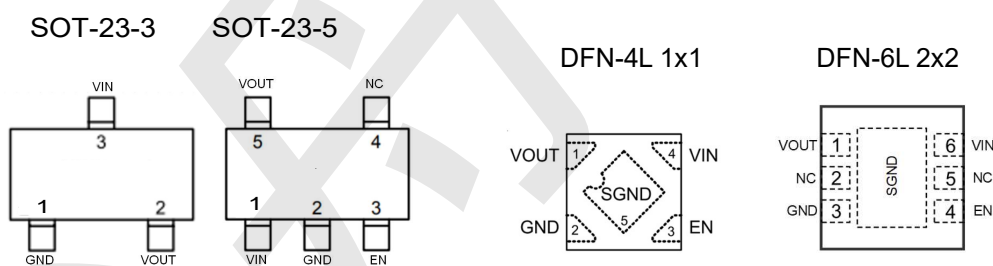 SOT-23-3
VIN
3
1
2
GND
VOUT
SOT-23-5
VOUT
NC
5
4
1
2
3
VIN
GND
EN
DFN-4L 1x1
VOUT
1
4
VIN
SGND
GND
2
5
3
EN
DFN-6L 2x2
VOUT
1
6
VIN
NC
2
SGND
5
NC
GND
3
4
EN